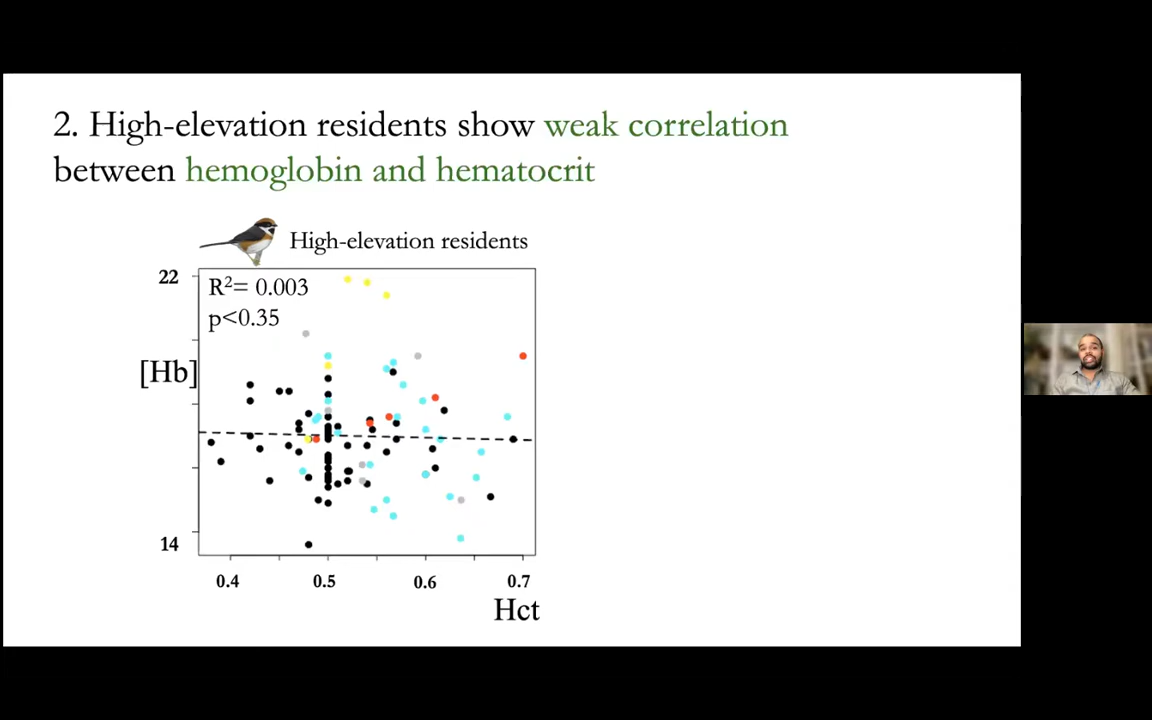 2. High-elevation residents show weak correlation
between hemoglobin and hematocrit
High-elevation residents
22
R²= 0.003
p<0.35
[Hb]
14
0.4 0.5 0.6 0.7
Hct